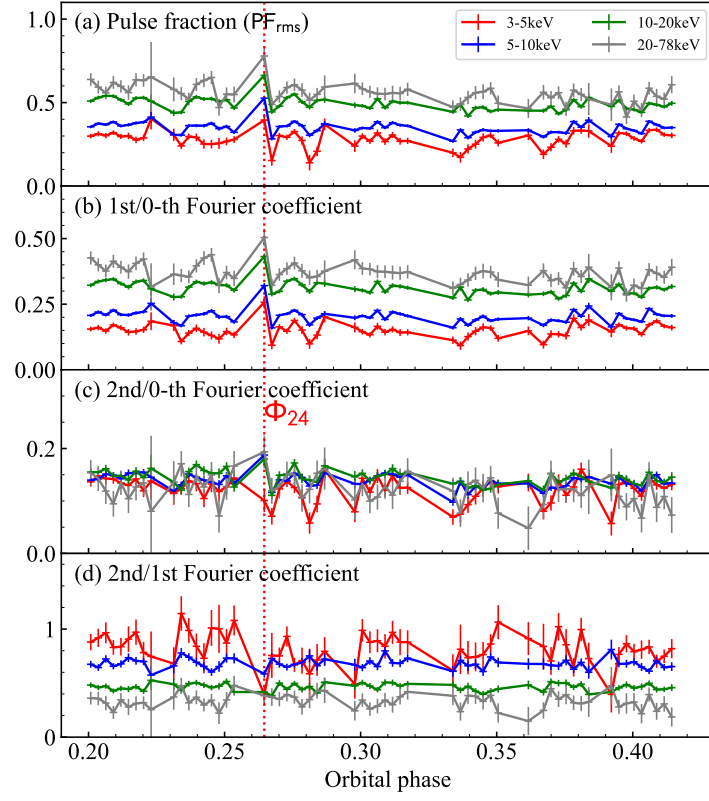 (a) Pulse fraction (PFrms)
3-5keV
5-10keV
10-20keV
20-78keV
1.0
0.5
0.0
(b) 1st/0-th Fourier coefficient
0.50
0.25
0.00
(c) 2nd/0-th Fourier coefficient
Φ24
0.2
0.0
(d) 2nd/1st Fourier coefficient
1
0
0.20 0.25 0.30 0.35 0.40
Orbital phase